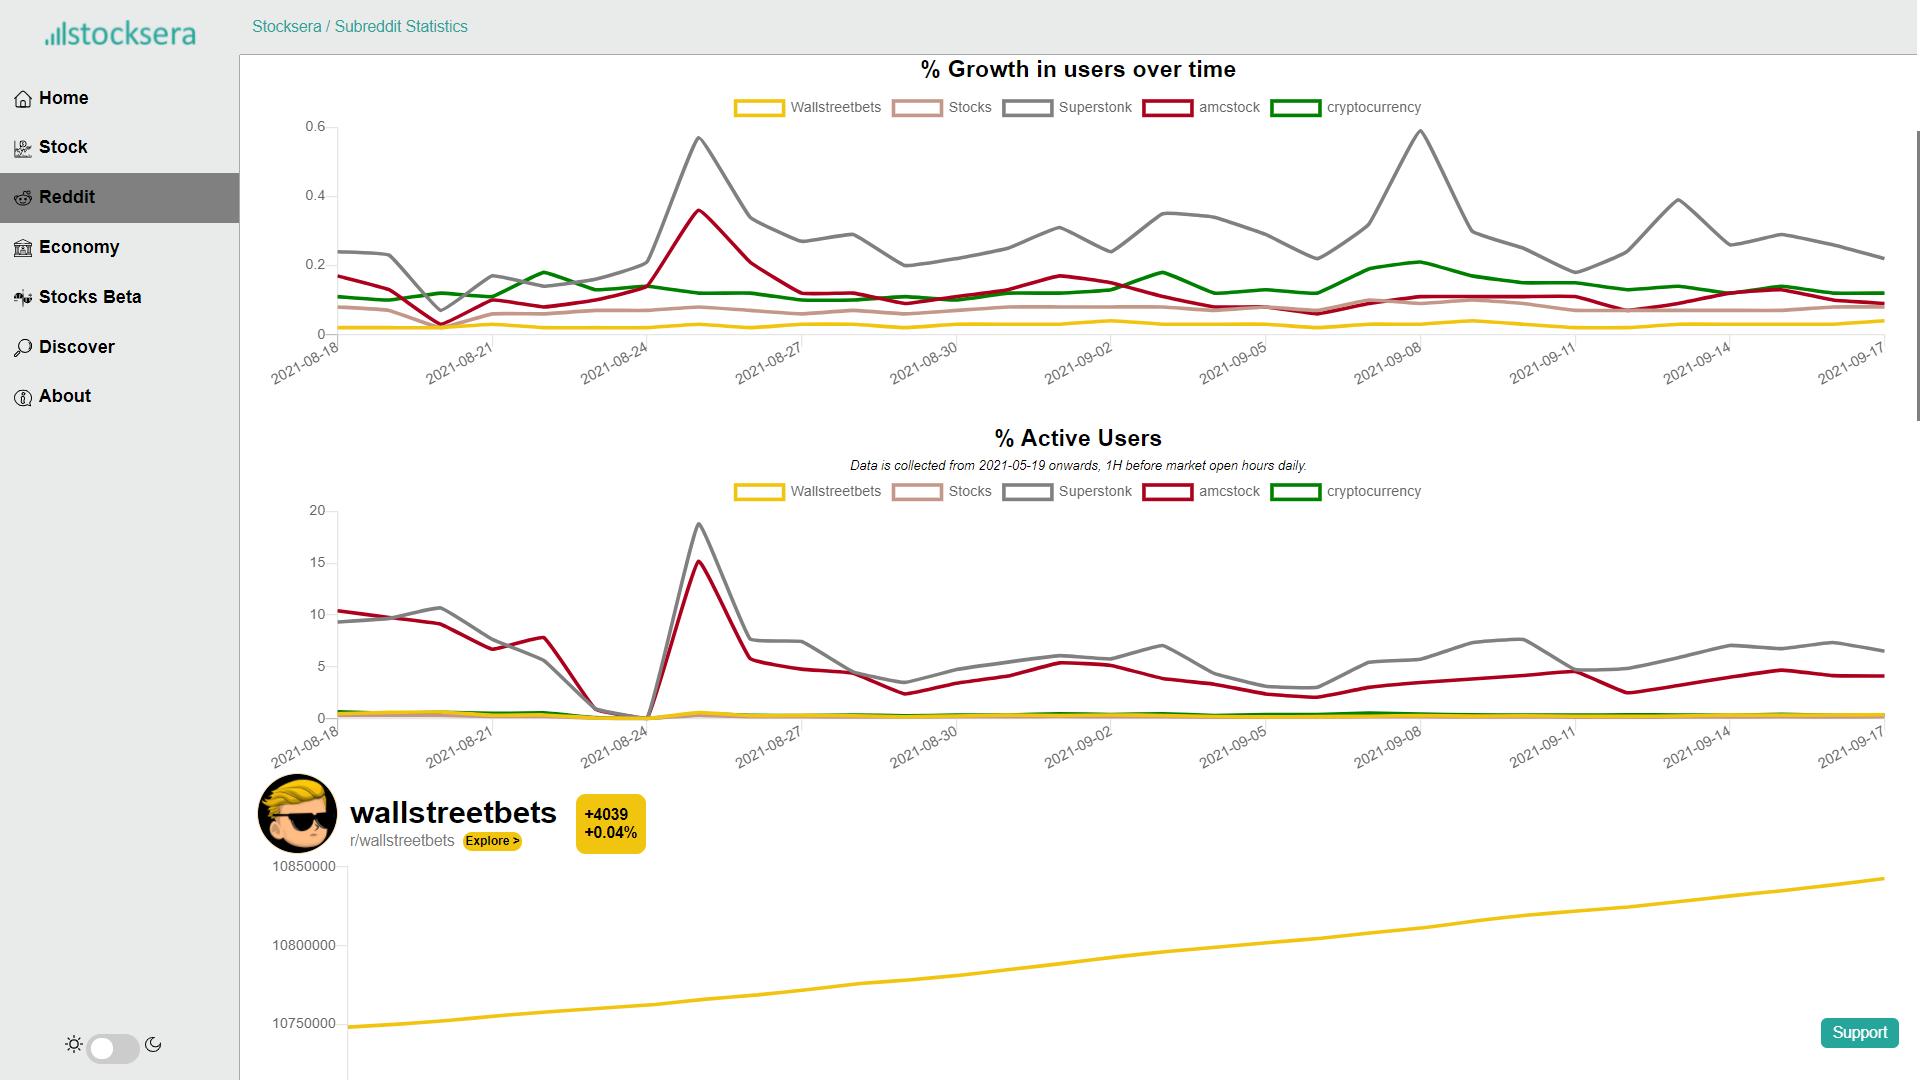 stocksera
Stocksera / Subreddit Statistics
Home
Stock
Reddit
Economy
Stocks Beta
Discover
About
% Growth in users over time
Wallstreetbets Stocks Superstonk amcstock cryptocurrency
0.6
0.4
0.2
0
2021-08-18 2021-08-21 2021-08-24 2021-08-27 2021-08-30 2021-09-02 2021-09-05 2021-09-08 2021-09-11 2021-09-14 2021-09-17
% Active Users
Data is collected from 2021-05-19 onwards, 1H before market open hours daily.
Wallstreetbets Stocks Superstonk amcstock cryptocurrency
20
15
10
5
0
2021-08-18 2021-08-21 2021-08-24 2021-08-27 2021-08-30 2021-09-02 2021-09-05 2021-09-08 2021-09-11 2021-09-14 2021-09-17
wallstreetbets
r/wallstreetbets Explore >
+4039
+0.04%
10850000
10800000
10750000
Support